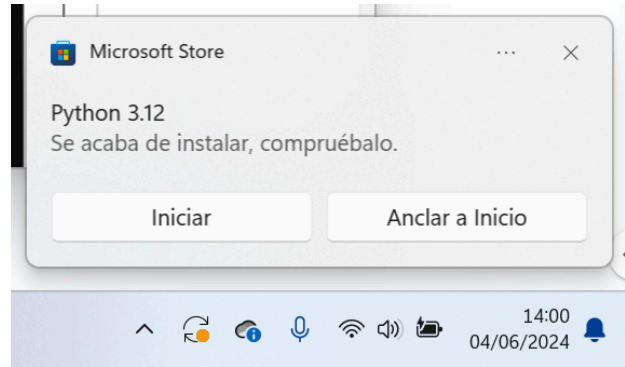 Microsoft Store
Python 3.12
Se acaba de instalar, compruébalo.
Iniciar
Anclar a Inicio
14:00
04/06/2024